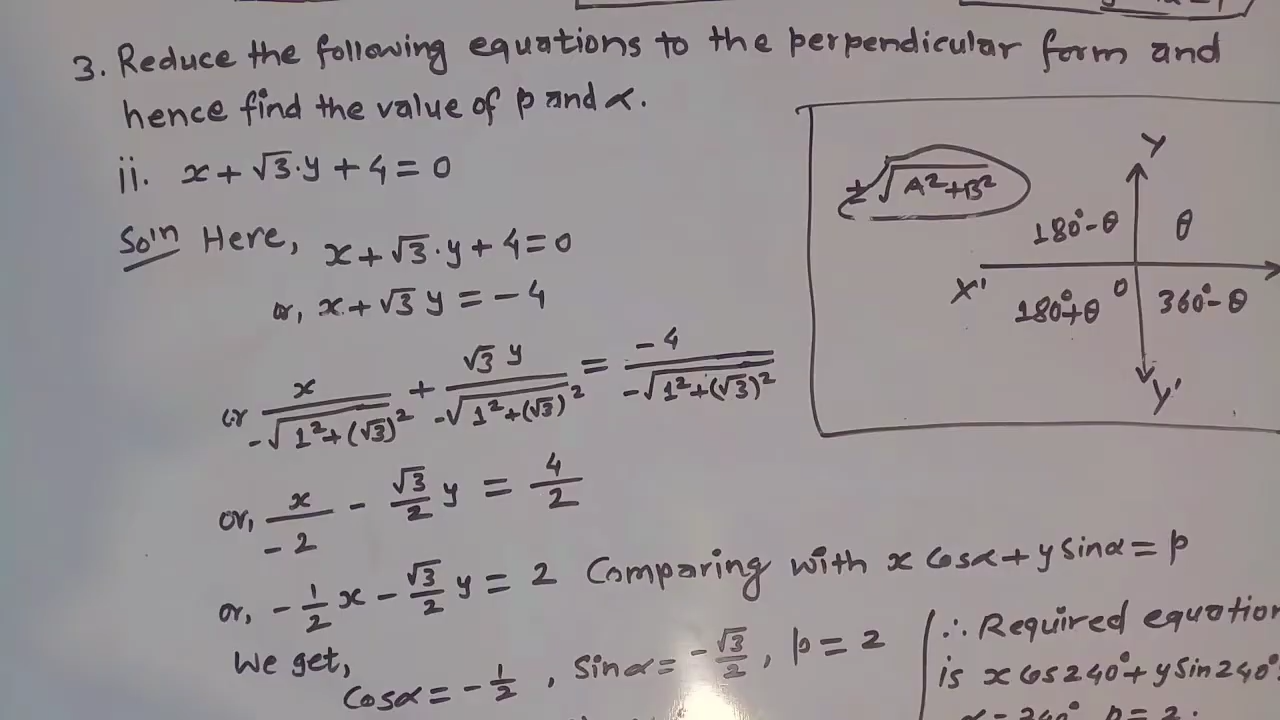 3. Reduce the following equations to the perpendicular form and
hence find the value of p and α.
ii. x + √3·y + 4 = 0
Soln Here, x + √3·y + 4 = 0
or, x + √3 y = - 4
or x / -√1²+(√3)² + √3 y / -√1²+(√3)² = -4 / -√1²+(√3)²
or, x / -2 - √3/2 y = 4/2
or, -1/2 x - √3/2 y = 2 Comparing with x cosα + y sinα = p
We get,
Cosα = -1/2 , Sinα = -√3/2 , p = 2
± √A²+B²
Y
180°-θ θ
X' O
180°+θ 360°-θ
Y'
∴ Required equation
is x cos240° + y sin240°
α = 240° p = 2.